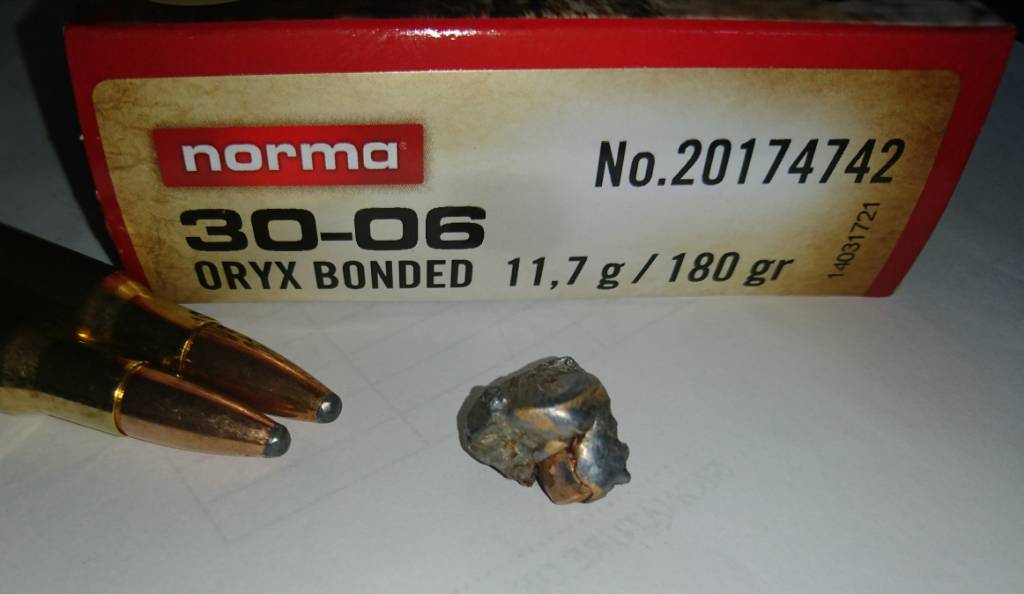 norma
No.20174742
30-06
ORYX BONDED 11,7 g / 180 gr
14031721